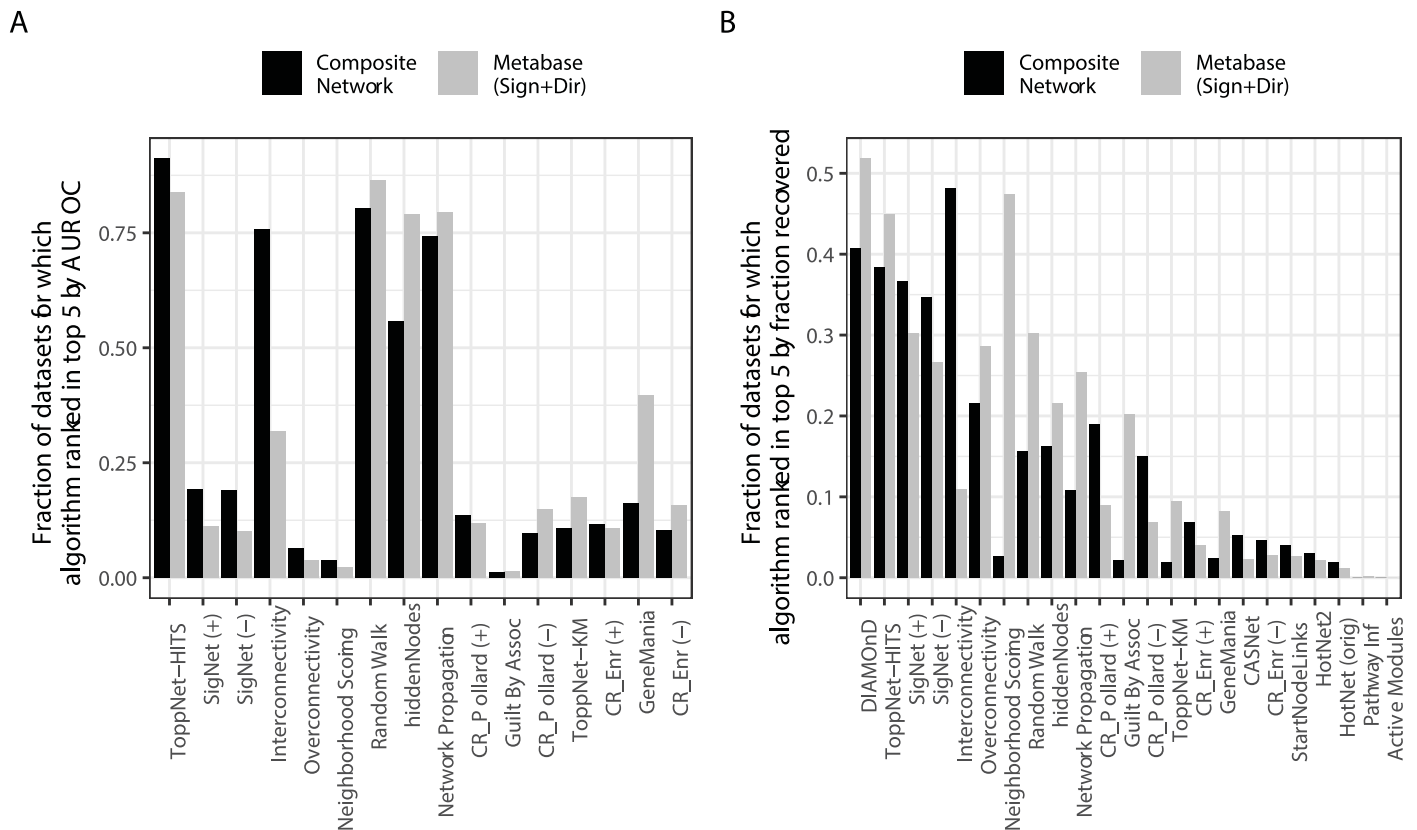 A
Composite
Network
Metabase
(Sign+Dir)
Fraction of datasets for which
algorithm ranked in top 5 by AUROC
0.75
0.50
0.25
0.00
ToppNet−HITS
SigNet (+)
SigNet (−)
Interconnectivity
Overconnectivity
Neighborhood Scoring
Random Walk
hiddenNodes
Network Propagation
CR_Pollard (+)
Guilt By Assoc
CR_Pollard (−)
ToppNet−KM
CR_Enr (+)
GeneMania
CR_Enr (−)
B
Composite
Network
Metabase
(Sign+Dir)
Fraction of datasets for which
algorithm ranked in top 5 by fraction recovered
0.5
0.4
0.3
0.2
0.1
0.0
DIAMOnD
ToppNet−HITS
SigNet (+)
SigNet (−)
Interconnectivity
Overconnectivity
Neighborhood Scoring
Random Walk
hiddenNodes
Network Propagation
CR_Pollard (+)
Guilt By Assoc
CR_Pollard (−)
ToppNet−KM
CR_Enr (+)
GeneMania
CASNet
CR_Enr (−)
StartNodeLinks
HotNet2
HotNet (orig)
Pathway Inf
Active Modules